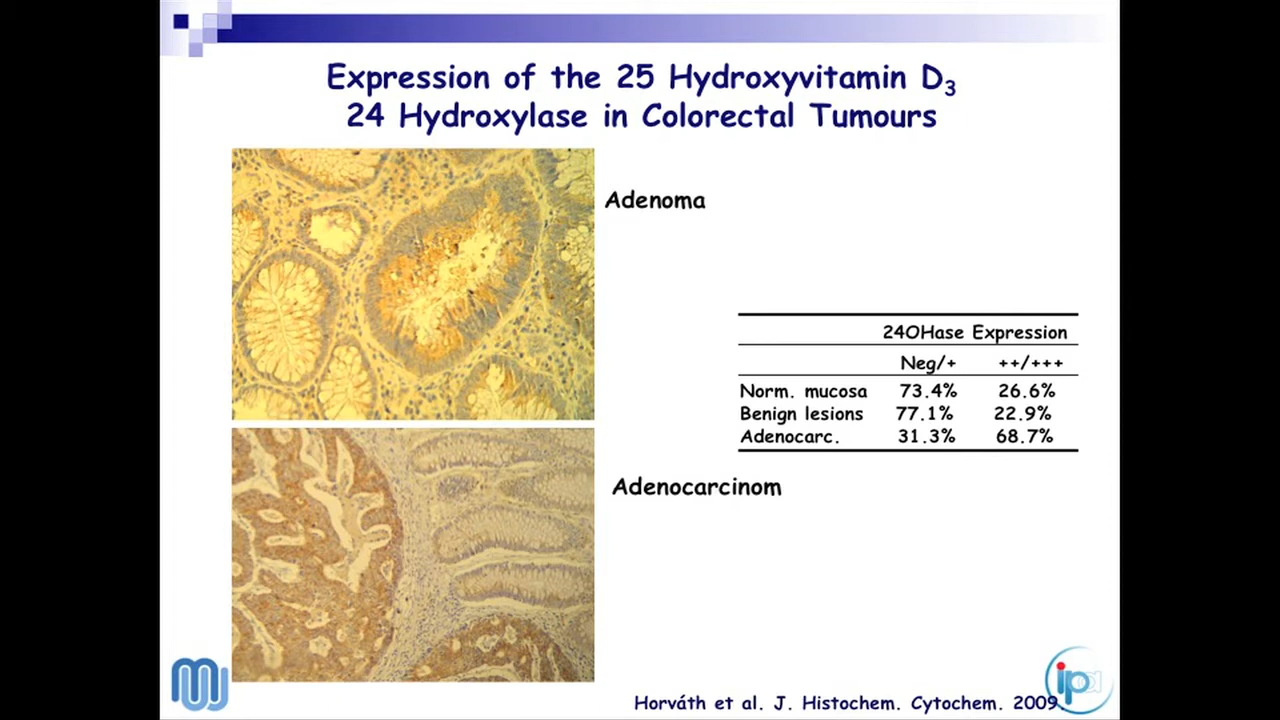 Expression of the 25 Hydroxyvitamin D3
24 Hydroxylase in Colorectal Tumours
Adenoma
24OHase Expression
Neg/+ ++/+++
Norm. mucosa 73.4% 26.6%
Benign lesions 77.1% 22.9%
Adenocarc. 31.3% 68.7%
Adenocarcinom
Horváth et al. J. Histochem. Cytochem. 2009